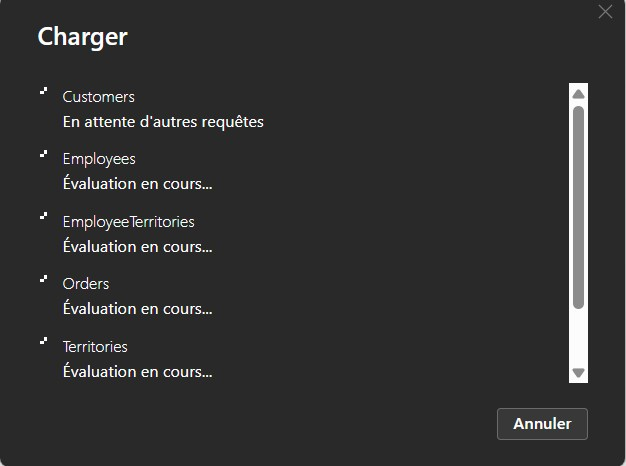 Charger
Customers
En attente d'autres requêtes
Employees
Évaluation en cours...
EmployeeTerritories
Évaluation en cours...
Orders
Évaluation en cours...
Territories
Évaluation en cours...
Annuler